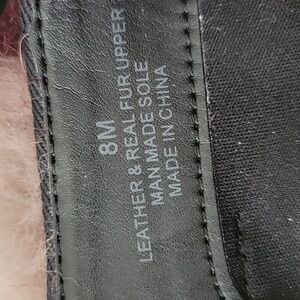 8M
LEATHER & REAL FUR UPPER
MAN MADE SOLE
MADE IN CHINA